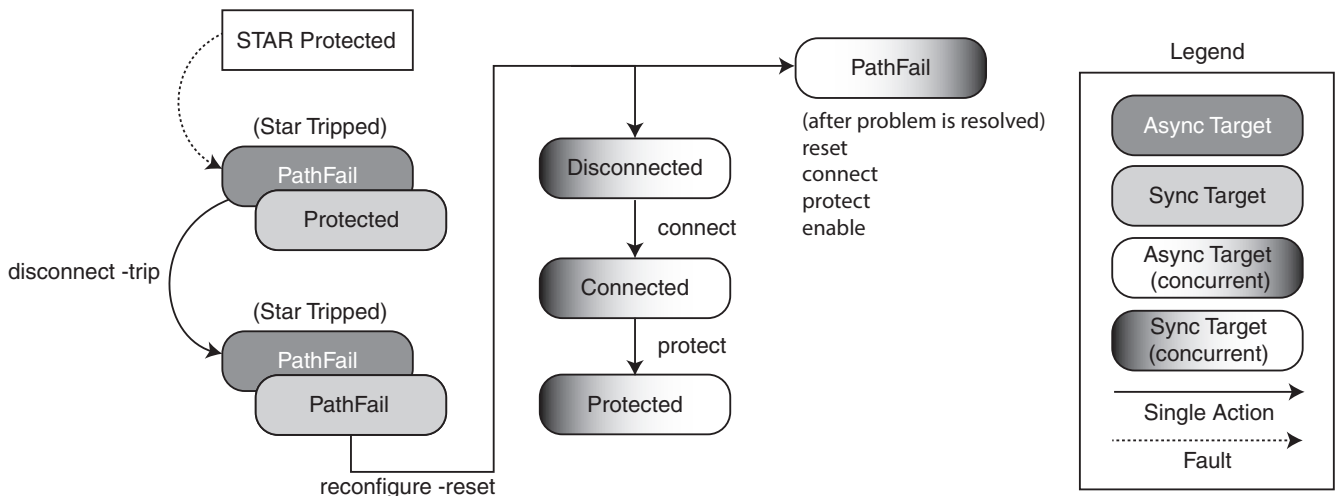 STAR Protected
(Star Tripped)
PathFail
Protected
disconnect -trip
(Star Tripped)
PathFail
PathFail
reconfigure -reset
Disconnected
connect
Connected
protect
Protected
PathFail
(after problem is resolved)
reset
connect
protect
enable
Legend
Async Target
Sync Target
Async Target
(concurrent)
Sync Target
(concurrent)
Single Action
Fault